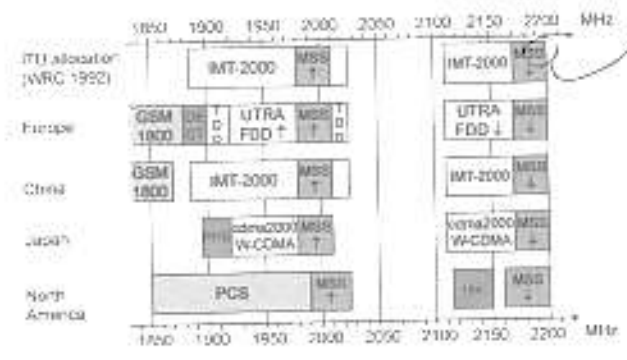 1850 1900 1950 2000 2050 2100 2150 2200 MHz
ITU allocation
(WRC 1992)
IMT-2000 MSS ↑ IMT-2000 MSS ↓
Europe
GSM 1800 DECT TDD UTRA FDD ↑ MSS ↑ TDD UTRA FDD ↓ MSS ↓
China
GSM 1800 IMT-2000 MSS ↑ IMT-2000 MSS ↓
Japan
cdma2000 W-CDMA MSS ↑ cdma2000 W-CDMA MSS ↓
North
America
PCS MSS ↑ MSS ↓
1850 1900 1950 2000 2050 2100 2150 2200 MHz